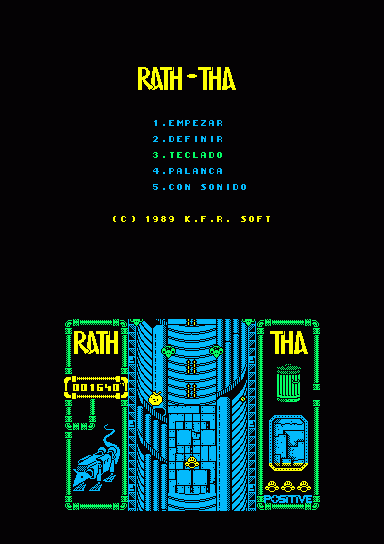 RATH-THA
1.EMPEZAR
2.DEFINIR
3.TECLADO
4.PALANCA
5.CON SONIDO
(C) 1989 K.F.R. SOFT
RATH
THA
001640
POSITIVE